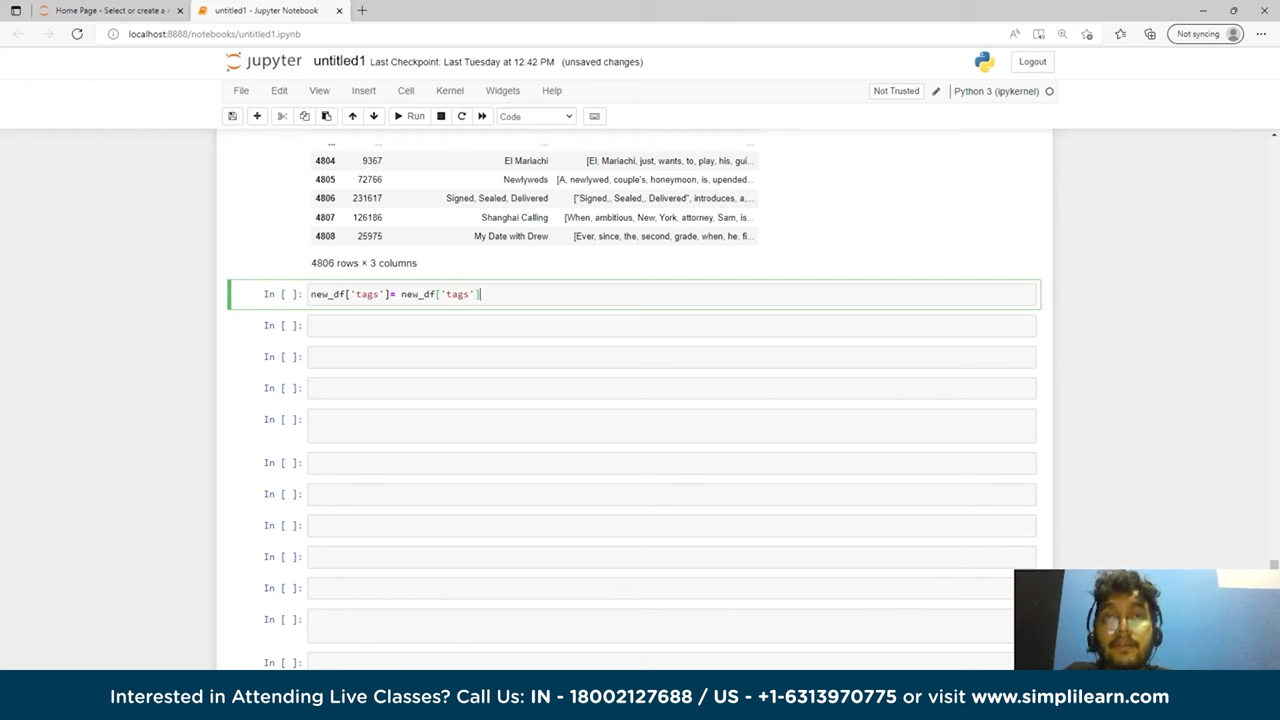 Home Page - Select or create a n
untitled1 - Jupyter Notebook
localhost:8888/notebooks/untitled1.ipynb
Not syncing
jupyter untitled1 Last Checkpoint: Last Tuesday at 12:42 PM (unsaved changes)
Logout
File Edit View Insert Cell Kernel Widgets Help
Not Trusted
Python 3 (ipykernel)
Run
Code
... ... ... ...
4804 9367 El Mariachi [El, Mariachi, just, wants, to, play, his, gui...
4805 72766 Newlyweds [A, newlywed, couple's, honeymoon, is, upended...
4806 231617 Signed, Sealed, Delivered ["Signed,, Sealed,, Delivered", introduces, a,...
4807 126186 Shanghai Calling [When, ambitious, New, York, attorney, Sam, is...
4808 25975 My Date with Drew [Ever, since, the, second, grade, when, he, fi...
4806 rows × 3 columns
In [ ]: new_df['tags']= new_df['tags']
In [ ]:
In [ ]:
In [ ]:
In [ ]:
In [ ]:
In [ ]:
In [ ]:
In [ ]:
In [ ]:
In [ ]:
In [ ]:
Interested in Attending Live Classes? Call Us: IN - 18002127688 / US - +1-6313970775 or visit www.simplilearn.com